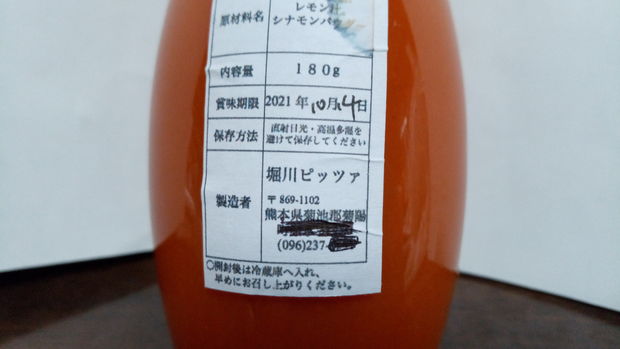 原材料名
レモン汁
シナモンパウ
内容量
180g
賞味期限
2021年10月14日
保存方法
直射日光・高温多湿を
避けて保存してください
製造者
堀川ピッツァ
〒869-1102
熊本県菊池郡菊陽
(096)237-
○開封後は冷蔵庫へ入れ、
早めにお召し上がりください。